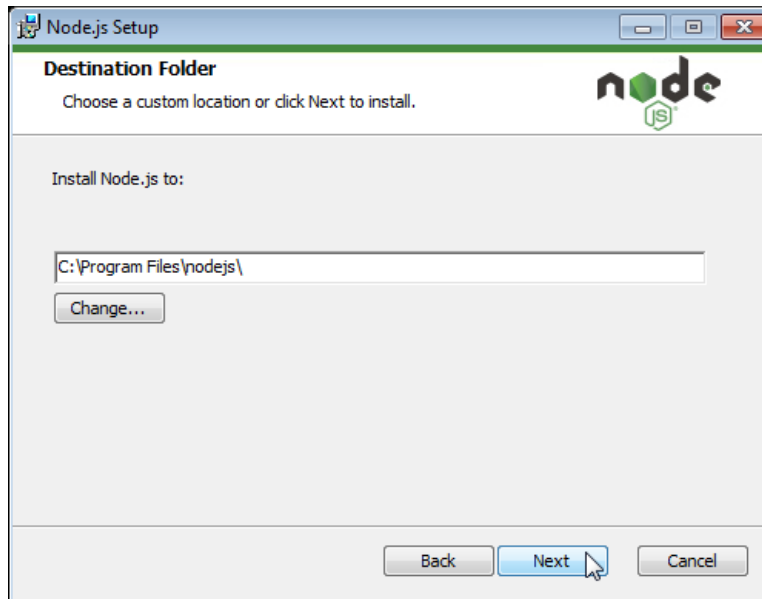 Node.js Setup
Destination Folder
Choose a custom location or click Next to install.
node
JS
Install Node.js to:
C:\Program Files\nodejs\
Change...
Back Next Cancel